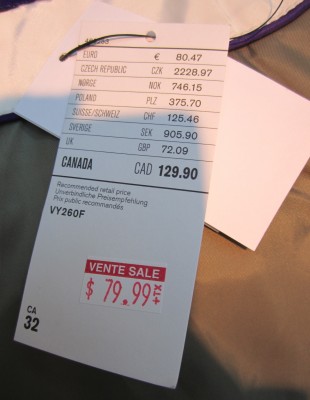 EURO € 80.47
CZECH REPUBLIC CZK 2228.97
NORGE NOK 746.15
POLAND PLZ 375.70
SUISSE/SCHWEIZ CHF 125.46
SVERIGE SEK 905.90
UK GBP 72.09
CANADA CAD 129.90
Recommended retail price
Unverbindliche Preisempfehlung
Prix public recommandés
VY260F
VENTE SALE
$ 79.99 +TX
CA
32